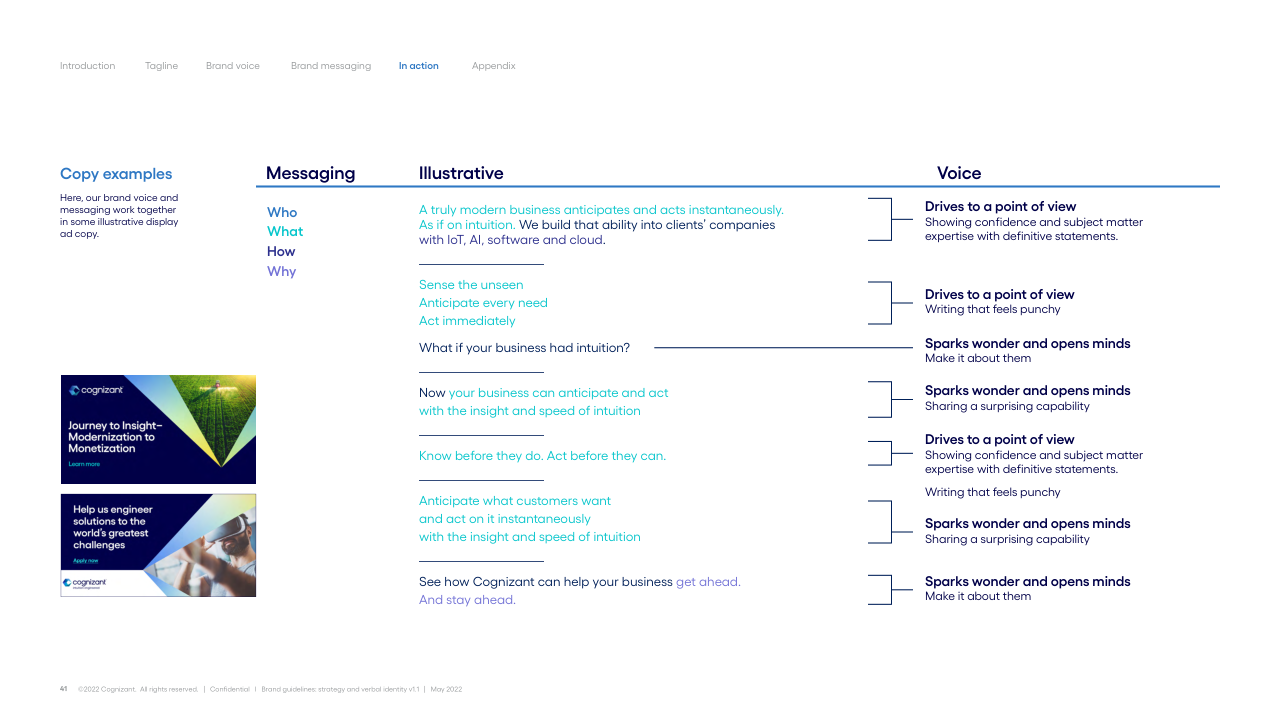 Introduction Tagline Brand voice Brand messaging In action Appendix
Copy examples
Here, our brand voice and
messaging work together
in some illustrative display
ad copy.
cognizant
Journey to Insight–
Modernization to
Monetization
Learn more
Help us engineer
solutions to the
world's greatest
challenges
Apply now
cognizant
Messaging
Who
What
How
Why
Illustrative
Voice
A truly modern business anticipates and acts instantaneously.
As if on intuition. We build that ability into clients' companies
with IoT, AI, software and cloud.
Drives to a point of view
Showing confidence and subject matter
expertise with definitive statements.
Sense the unseen
Anticipate every need
Act immediately
Drives to a point of view
Writing that feels punchy
What if your business had intuition?
Sparks wonder and opens minds
Make it about them
Now your business can anticipate and act
with the insight and speed of intuition
Sparks wonder and opens minds
Sharing a surprising capability
Know before they do. Act before they can.
Drives to a point of view
Showing confidence and subject matter
expertise with definitive statements.
Writing that feels punchy
Anticipate what customers want
and act on it instantaneously
with the insight and speed of intuition
Sparks wonder and opens minds
Sharing a surprising capability
See how Cognizant can help your business get ahead.
And stay ahead.
Sparks wonder and opens minds
Make it about them
41 ©2022 Cognizant. All rights reserved. | Confidential | Brand guidelines: strategy and verbal identity v1.1 | May 2022